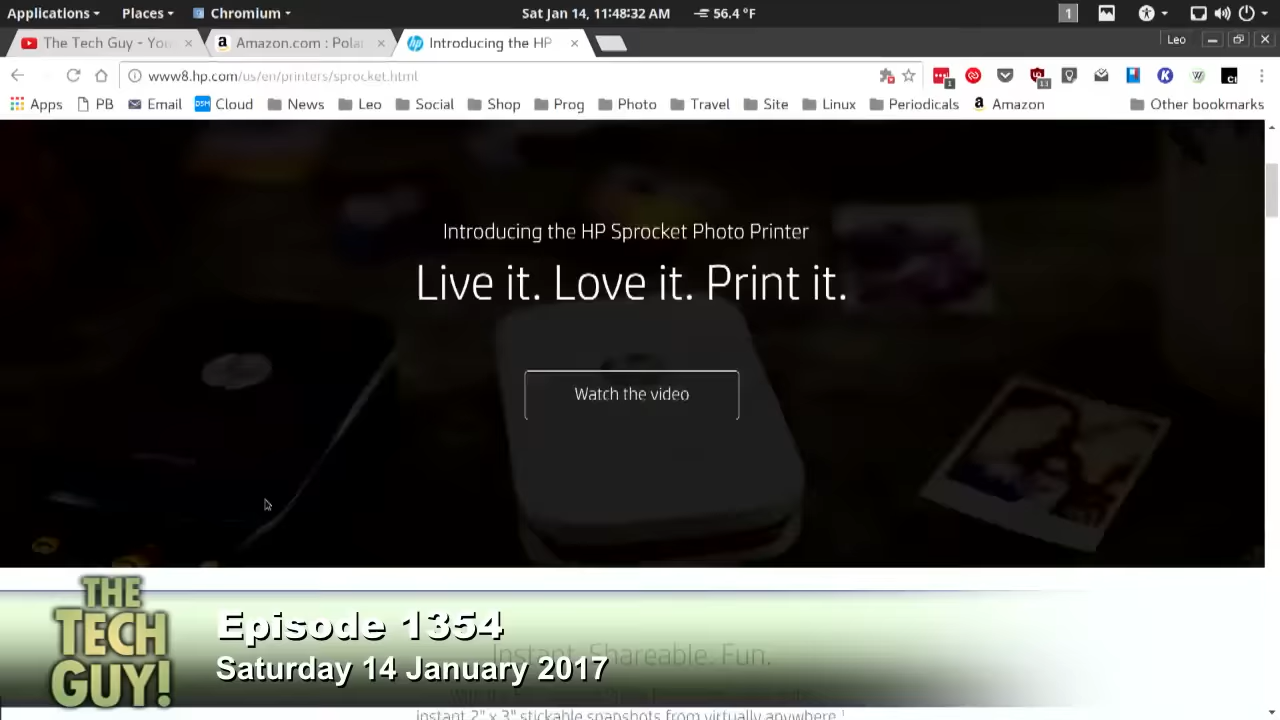 Applications Places Chromium Sat Jan 14, 11:48:32 AM 56.4 °F 1
The Tech Guy - You × a Amazon.com : Polar × hp Introducing the HP × Leo
www8.hp.com/us/en/printers/sprocket.html
Apps PB Email DSM Cloud News Leo Social Shop Prog Photo Travel Site Linux Periodicals a Amazon Other bookmarks
Introducing the HP Sprocket Photo Printer
Live it. Love it. Print it.
Watch the video
THE
TECH
GUY!
Episode 1354
Instant. Shareable. Fun.
Saturday 14 January 2017
instant 2" x 3" stickable snapshots from virtually anywhere.¹